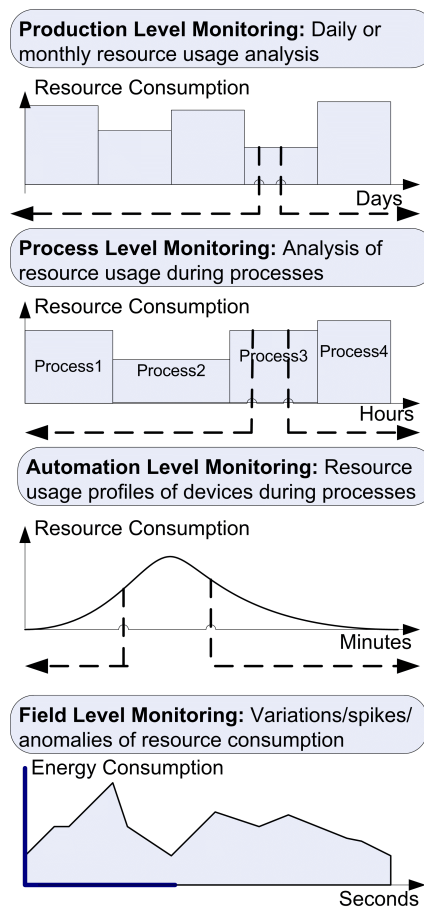 Production Level Monitoring: Daily or
monthly resource usage analysis
Resource Consumption
Days
Process Level Monitoring: Analysis of
resource usage during processes
Resource Consumption
Process1
Process2
Process3
Process4
Hours
Automation Level Monitoring: Resource
usage profiles of devices during processes
Resource Consumption
Minutes
Field Level Monitoring: Variations/spikes/
anomalies of resource consumption
Energy Consumption
Seconds